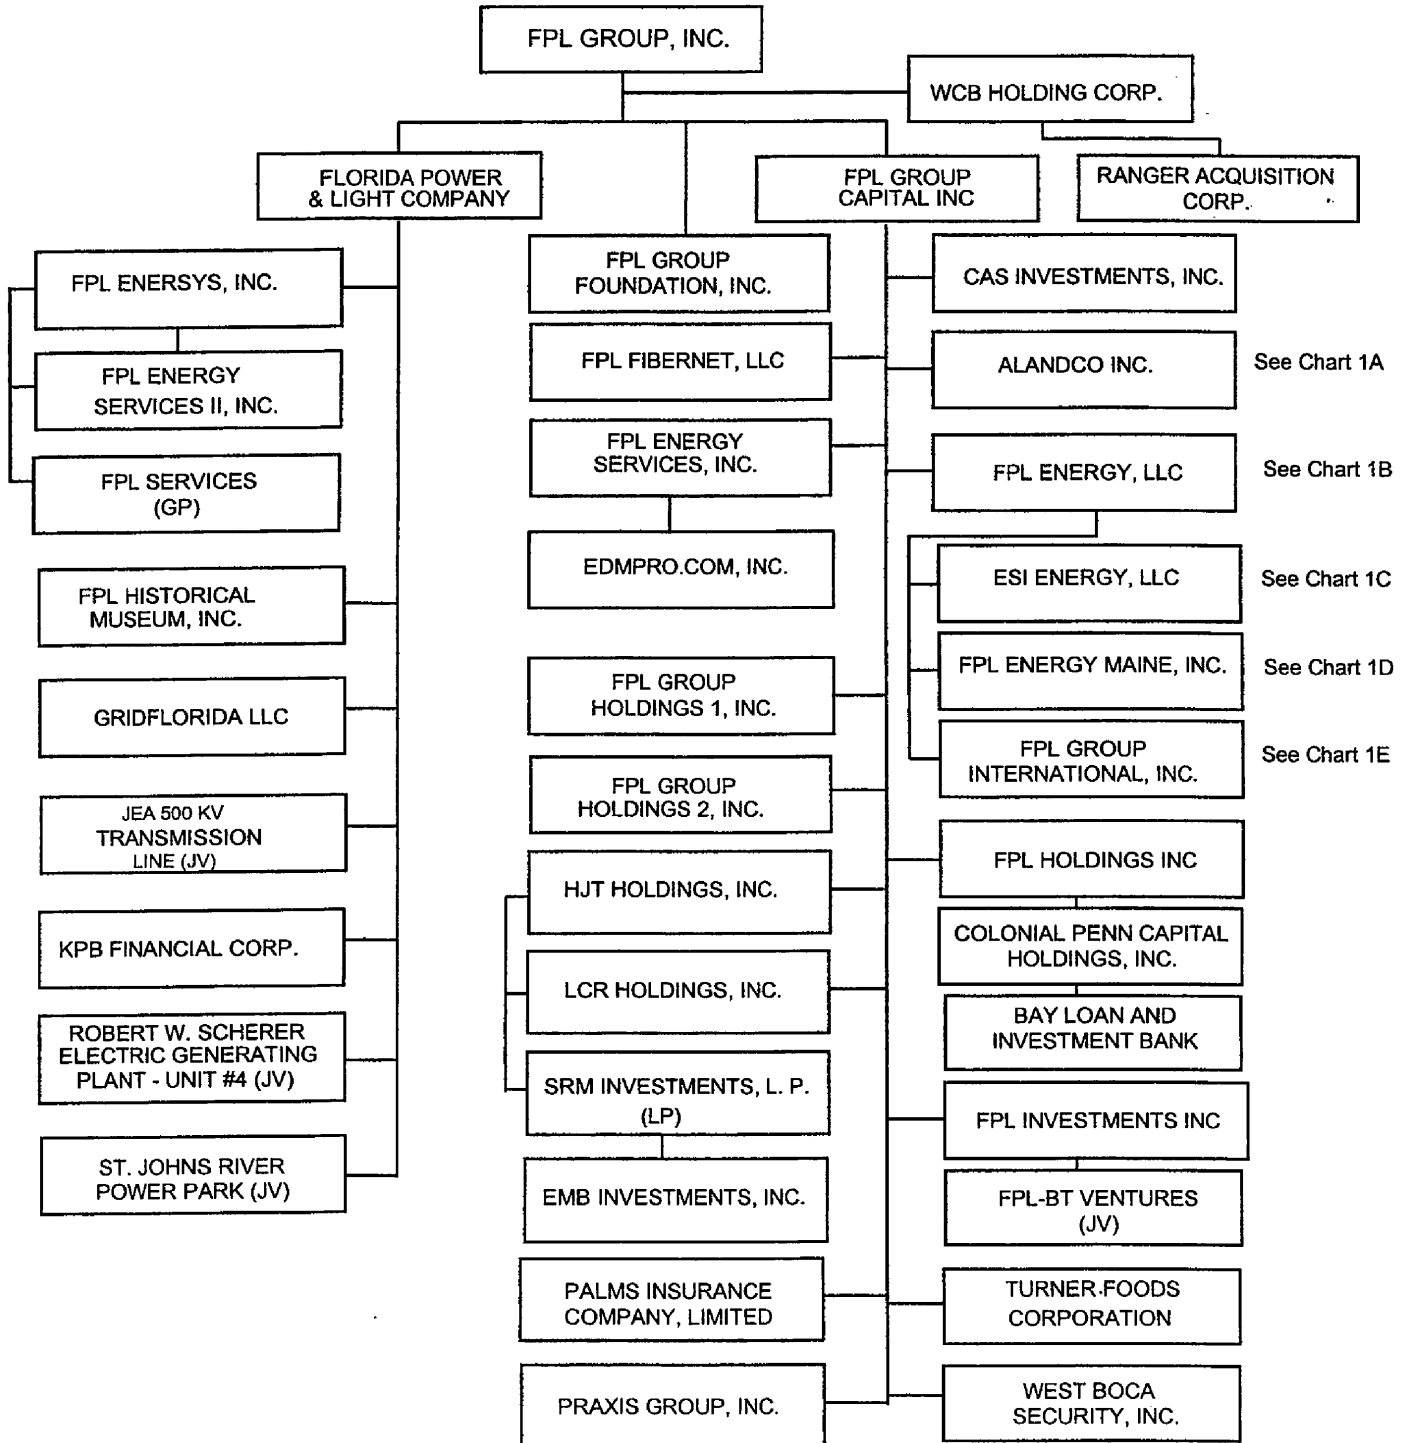 FPL GROUP, INC.
WCB HOLDING CORP.
FLORIDA POWER
& LIGHT COMPANY
FPL GROUP
CAPITAL INC
RANGER ACQUISITION
CORP.
FPL ENERSYS, INC.
FPL ENERGY
SERVICES II, INC.
FPL SERVICES
(GP)
FPL HISTORICAL
MUSEUM, INC.
GRIDFLORIDA LLC
JEA 500 KV
TRANSMISSION
LINE (JV)
KPB FINANCIAL CORP.
ROBERT W. SCHERER
ELECTRIC GENERATING
PLANT - UNIT #4 (JV)
ST. JOHNS RIVER
POWER PARK (JV)
FPL GROUP
FOUNDATION, INC.
FPL FIBERNET, LLC
FPL ENERGY
SERVICES, INC.
EDMPRO.COM, INC.
FPL GROUP
HOLDINGS 1, INC.
FPL GROUP
HOLDINGS 2, INC.
HJT HOLDINGS, INC.
LCR HOLDINGS, INC.
SRM INVESTMENTS, L. P.
(LP)
EMB INVESTMENTS, INC.
PALMS INSURANCE
COMPANY, LIMITED
PRAXIS GROUP, INC.
CAS INVESTMENTS, INC.
ALANDCO INC.
See Chart 1A
FPL ENERGY, LLC
See Chart 1B
ESI ENERGY, LLC
See Chart 1C
FPL ENERGY MAINE, INC.
See Chart 1D
FPL GROUP
INTERNATIONAL, INC.
See Chart 1E
FPL HOLDINGS INC
COLONIAL PENN CAPITAL
HOLDINGS, INC.
BAY LOAN AND
INVESTMENT BANK
FPL INVESTMENTS INC
FPL-BT VENTURES
(JV)
TURNER FOODS
CORPORATION
WEST BOCA
SECURITY, INC.